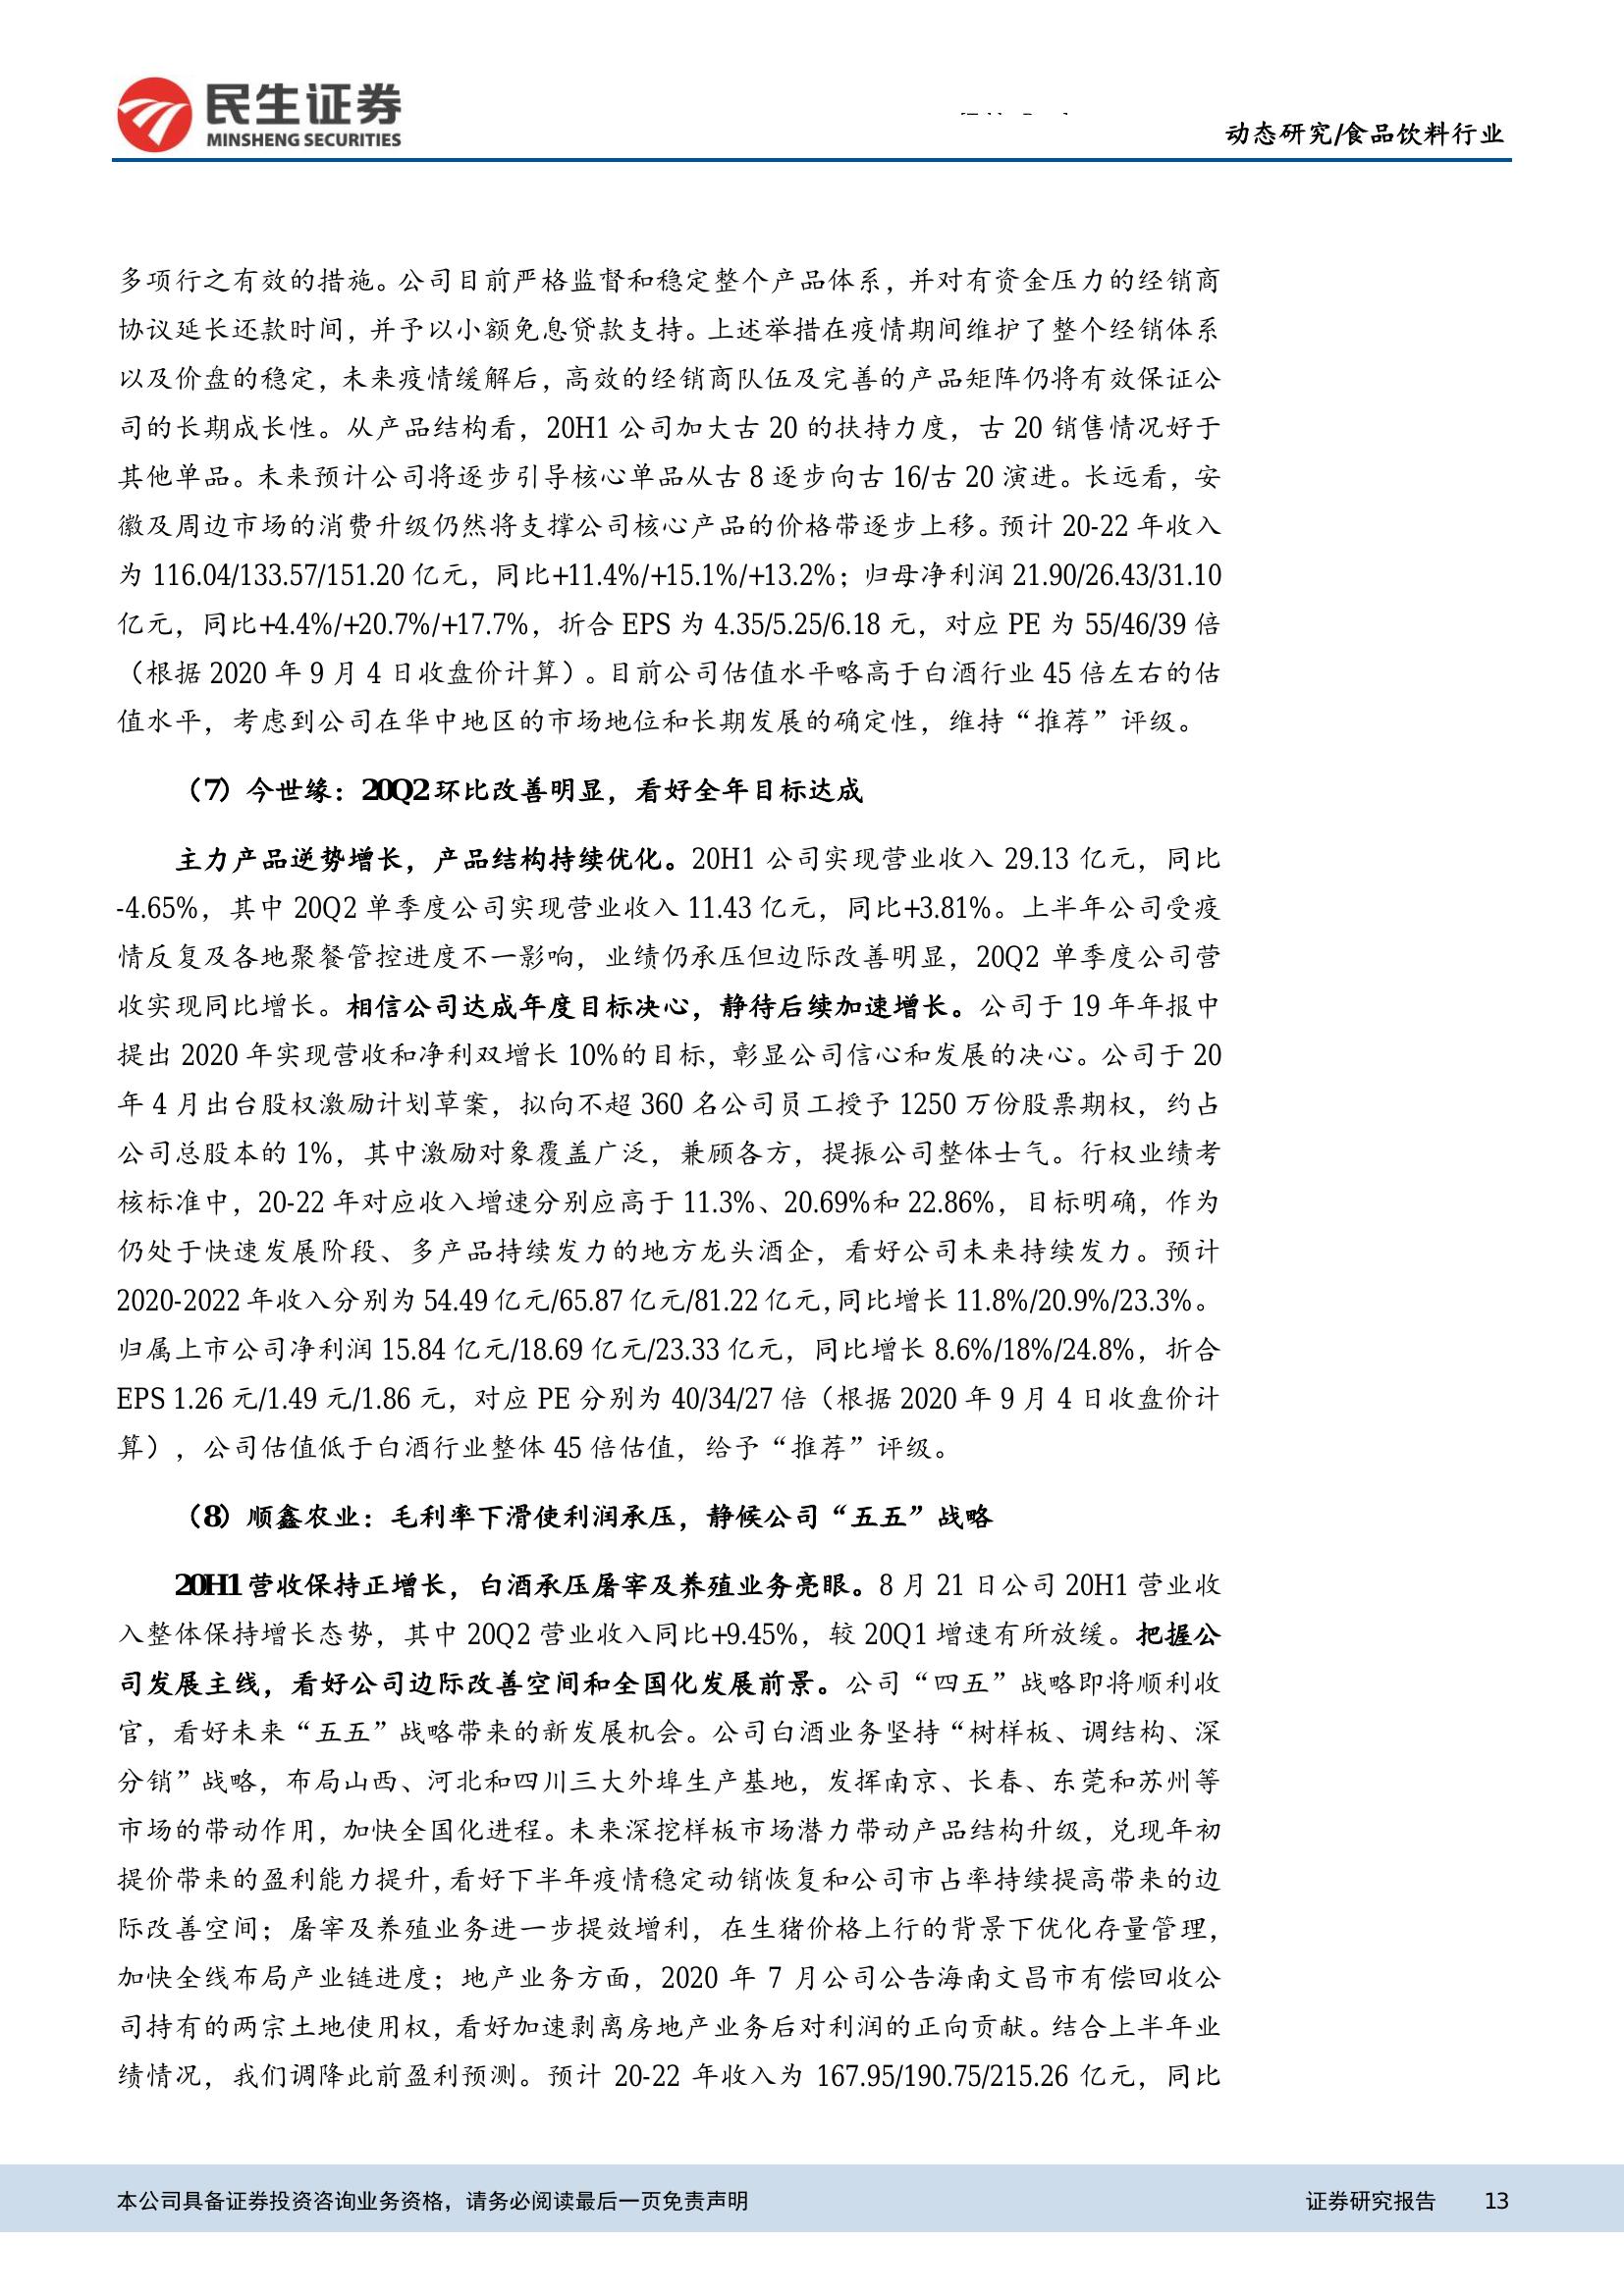 民生证券
MINSHENG SECURITIES
动态研究/食品饮料行业
多项行之有效的措施。公司目前严格监督和稳定整个产品体系，并对有资金压力的经销商
协议延长还款时间，并予以小额免息贷款支持。上述举措在疫情期间维护了整个经销体系
以及价盘的稳定，未来疫情缓解后，高效的经销商队伍及完善的产品矩阵仍将有效保证公
司的长期成长性。从产品结构看，20H1 公司加大古 20 的扶持力度，古 20 销售情况好于
其他单品。未来预计公司将逐步引导核心单品从古 8 逐步向古 16/古 20 演进。长远看，安
徽及周边市场的消费升级仍然将支撑公司核心产品的价格带逐步上移。预计 20-22 年收入
为 116.04/133.57/151.20 亿元，同比+11.4%/+15.1%/+13.2%；归母净利润 21.90/26.43/31.10
亿元，同比+4.4%/+20.7%/+17.7%，折合 EPS 为 4.35/5.25/6.18 元，对应 PE 为 55/46/39 倍
（根据 2020 年 9 月 4 日收盘价计算）。目前公司估值水平略高于白酒行业 45 倍左右的估
值水平，考虑到公司在华中地区的市场地位和长期发展的确定性，维持“推荐”评级。
（7）今世缘：20Q2 环比改善明显，看好全年目标达成
主力产品逆势增长，产品结构持续优化。20H1 公司实现营业收入 29.13 亿元，同比
-4.65%，其中 20Q2 单季度公司实现营业收入 11.43 亿元，同比+3.81%。上半年公司受疫
情反复及各地聚餐管控进度不一影响，业绩仍承压但边际改善明显，20Q2 单季度公司营
收实现同比增长。相信公司达成年度目标决心，静待后续加速增长。公司于 19 年年报中
提出 2020 年实现营收和净利双增长 10%的目标，彰显公司信心和发展的决心。公司于 20
年 4 月出台股权激励计划草案，拟向不超 360 名公司员工授予 1250 万份股票期权，约占
公司总股本的 1%，其中激励对象覆盖广泛，兼顾各方，提振公司整体士气。行权业绩考
核标准中，20-22 年对应收入增速分别应高于 11.3%、20.69%和 22.86%，目标明确，作为
仍处于快速发展阶段、多产品持续发力的地方龙头酒企，看好公司未来持续发力。预计
2020-2022 年收入分别为 54.49 亿元/65.87 亿元/81.22 亿元，同比增长 11.8%/20.9%/23.3%。
归属上市公司净利润 15.84 亿元/18.69 亿元/23.33 亿元，同比增长 8.6%/18%/24.8%，折合
EPS 1.26 元/1.49 元/1.86 元，对应 PE 分别为 40/34/27 倍（根据 2020 年 9 月 4 日收盘价计
算），公司估值低于白酒行业整体 45 倍估值，给予“推荐”评级。
（8）顺鑫农业：毛利率下滑使利润承压，静候公司“五五”战略
20H1 营收保持正增长，白酒承压屠宰及养殖业务亮眼。8 月 21 日公司 20H1 营业收
入整体保持增长态势，其中 20Q2 营业收入同比+9.45%，较 20Q1 增速有所放缓。把握公
司发展主线，看好公司边际改善空间和全国化发展前景。公司“四五”战略即将顺利收
官，看好未来“五五”战略带来的新发展机会。公司白酒业务坚持“树样板、调结构、深
分销”战略，布局山西、河北和四川三大外埠生产基地，发挥南京、长春、东莞和苏州等
市场的带动作用，加快全国化进程。未来深挖样板市场潜力带动产品结构升级，兑现年初
提价带来的盈利能力提升，看好下半年疫情稳定动销恢复和公司市占率持续提高带来的边
际改善空间；屠宰及养殖业务进一步提效增利，在生猪价格上行的背景下优化存量管理，
加快全线布局产业链进度；地产业务方面，2020 年 7 月公司公告海南文昌市有偿回收公
司持有的两宗土地使用权，看好加速剥离房地产业务后对利润的正向贡献。结合上半年业
绩情况，我们调降此前盈利预测。预计 20-22 年收入为 167.95/190.75/215.26 亿元，同比
本公司具备证券投资咨询业务资格，请务必阅读最后一页免责声明
证券研究报告 13